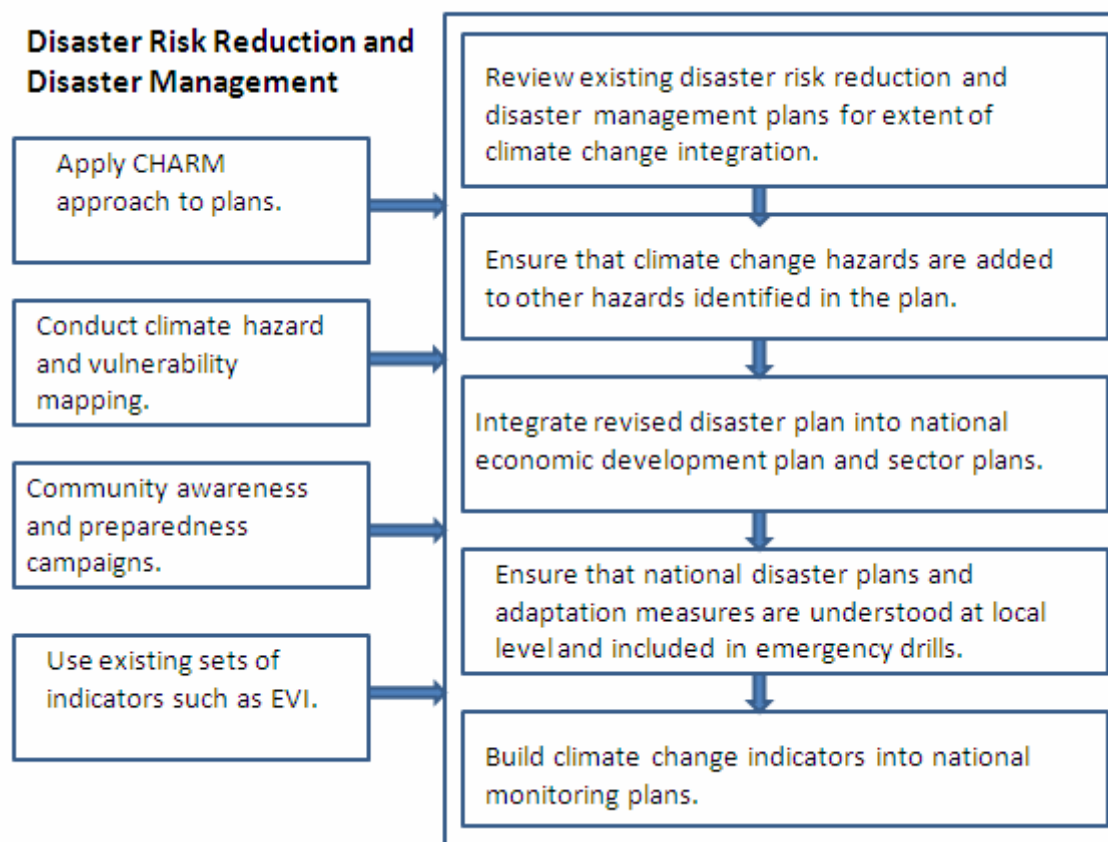 Disaster Risk Reduction and
Disaster Management
Apply CHARM
approach to plans.
Conduct climate hazard
and vulnerability
mapping.
Community awareness
and preparedness
campaigns.
Use existing sets of
indicators such as EVI.
Review existing disaster risk reduction and
disaster management plans for extent of
climate change integration.
Ensure that climate change hazards are added
to other hazards identified in the plan.
Integrate revised disaster plan into national
economic development plan and sector plans.
Ensure that national disaster plans and
adaptation measures are understood at local
level and included in emergency drills.
Build climate change indicators into national
monitoring plans.